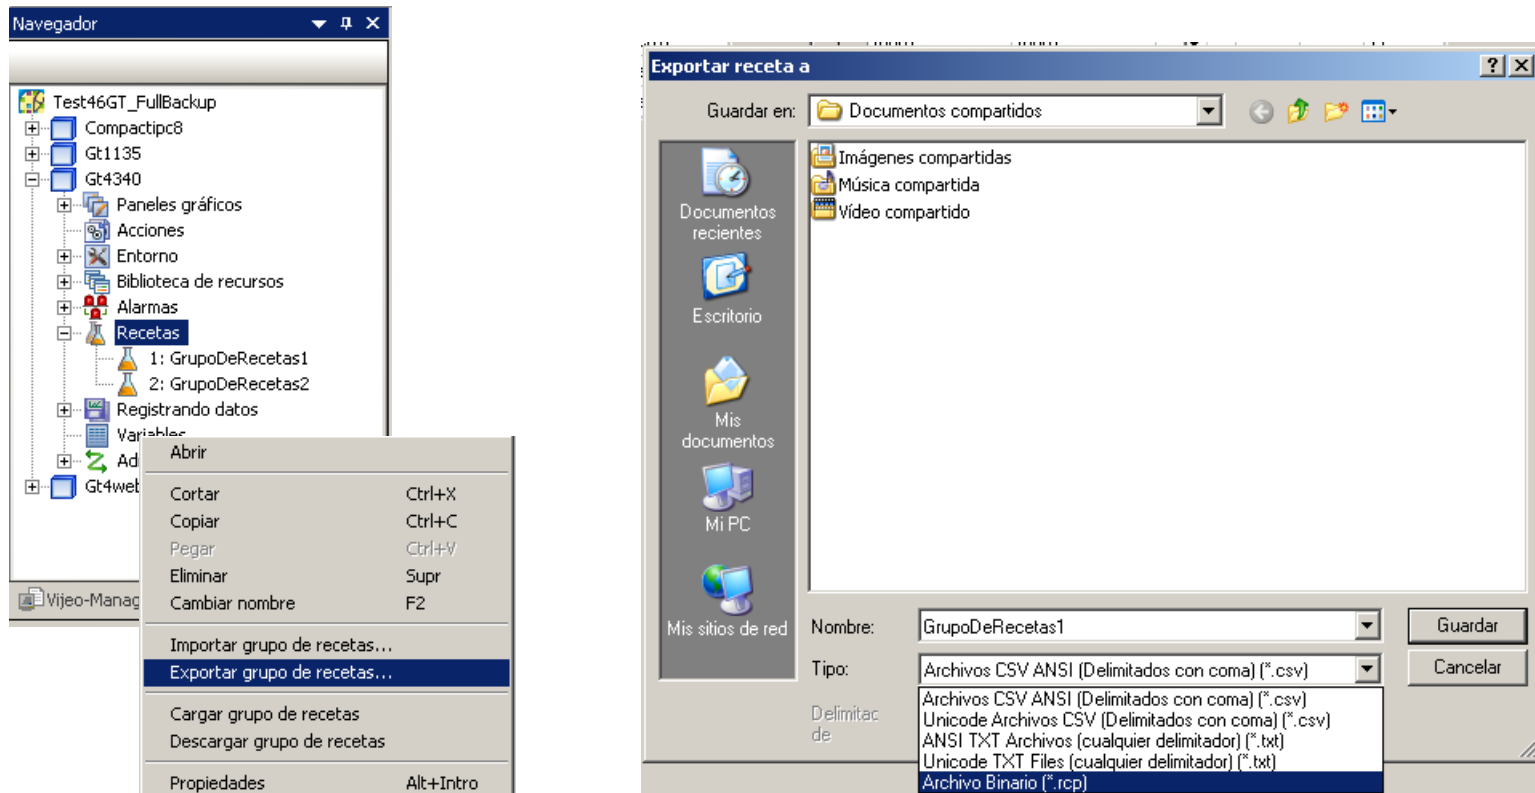 Navegador
Test46GT_FullBackup
Compactipc8
Gt1135
Gt4340
Paneles gráficos
Acciones
Entorno
Biblioteca de recursos
Alarmas
Recetas
1: GrupoDeRecetas1
2: GrupoDeRecetas2
Registrando datos
Variables
Ad
Gt4web
Vijeo-Manag
Abrir
Cortar Ctrl+X
Copiar Ctrl+C
Pegar Ctrl+V
Eliminar Supr
Cambiar nombre F2
Importar grupo de recetas...
Exportar grupo de recetas...
Cargar grupo de recetas
Descargar grupo de recetas
Propiedades Alt+Intro
Exportar receta a
Guardar en: Documentos compartidos
Documentos
recientes
Escritorio
Mis
documentos
Mi PC
Mis sitios de red
Imágenes compartidas
Música compartida
Vídeo compartido
Nombre: GrupoDeRecetas1 Guardar
Tipo: Archivos CSV ANSI (Delimitados con coma) (*.csv) Cancelar
Delimitac
de
Archivos CSV ANSI (Delimitados con coma) (*.csv)
Unicode Archivos CSV (Delimitados con coma) (*.csv)
ANSI TXT Archivos (cualquier delimitador) (*.txt)
Unicode TXT Files (cualquier delimitador) (*.txt)
Archivo Binario (*.rcp)